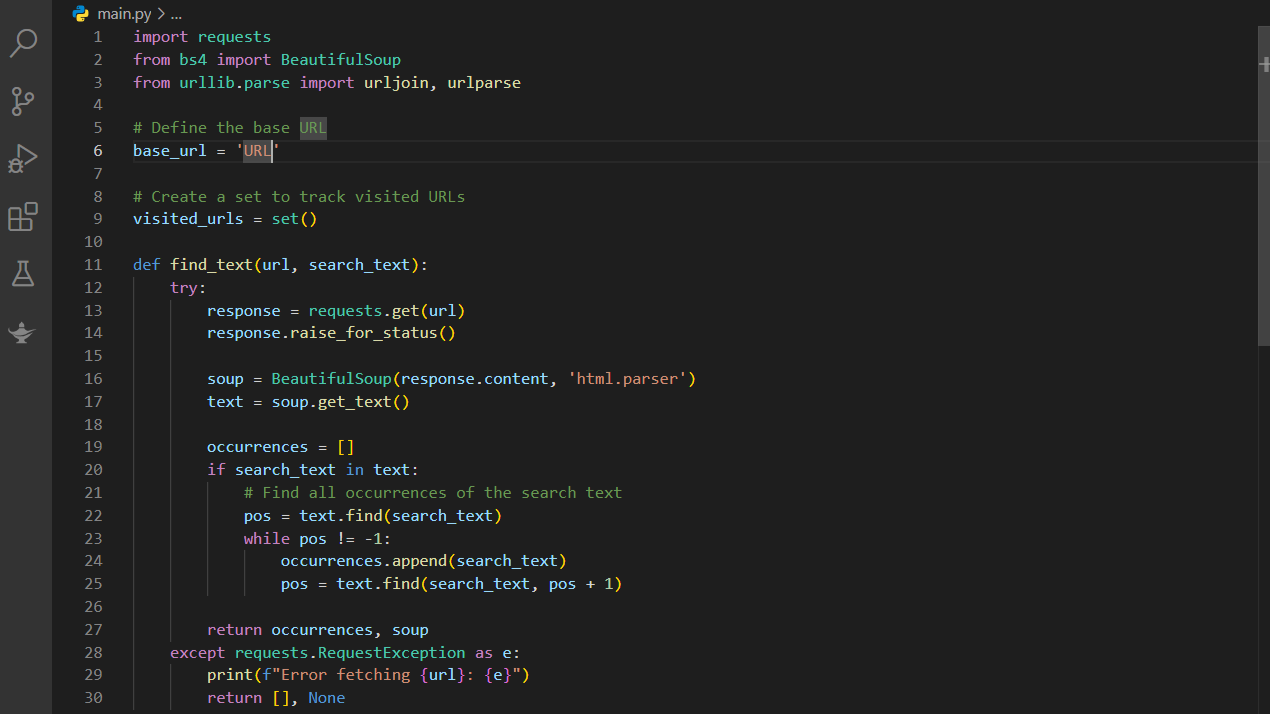 main.py > ...
1 import requests
2 from bs4 import BeautifulSoup
3 from urllib.parse import urljoin, urlparse
4
5 # Define the base URL
6 base_url = 'URL'
7
8 # Create a set to track visited URLs
9 visited_urls = set()
10
11 def find_text(url, search_text):
12     try:
13         response = requests.get(url)
14         response.raise_for_status()
15
16         soup = BeautifulSoup(response.content, 'html.parser')
17         text = soup.get_text()
18
19         occurrences = []
20         if search_text in text:
21             # Find all occurrences of the search text
22             pos = text.find(search_text)
23             while pos != -1:
24                 occurrences.append(search_text)
25                 pos = text.find(search_text, pos + 1)
26
27         return occurrences, soup
28     except requests.RequestException as e:
29         print(f"Error fetching {url}: {e}")
30         return [], None